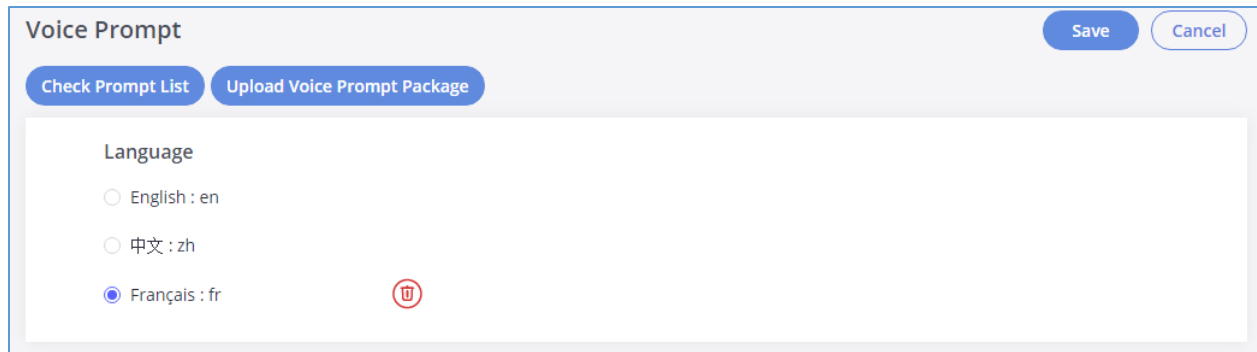 Voice Prompt
Save Cancel
Check Prompt List Upload Voice Prompt Package
Language
English : en
中文 : zh
Français : fr